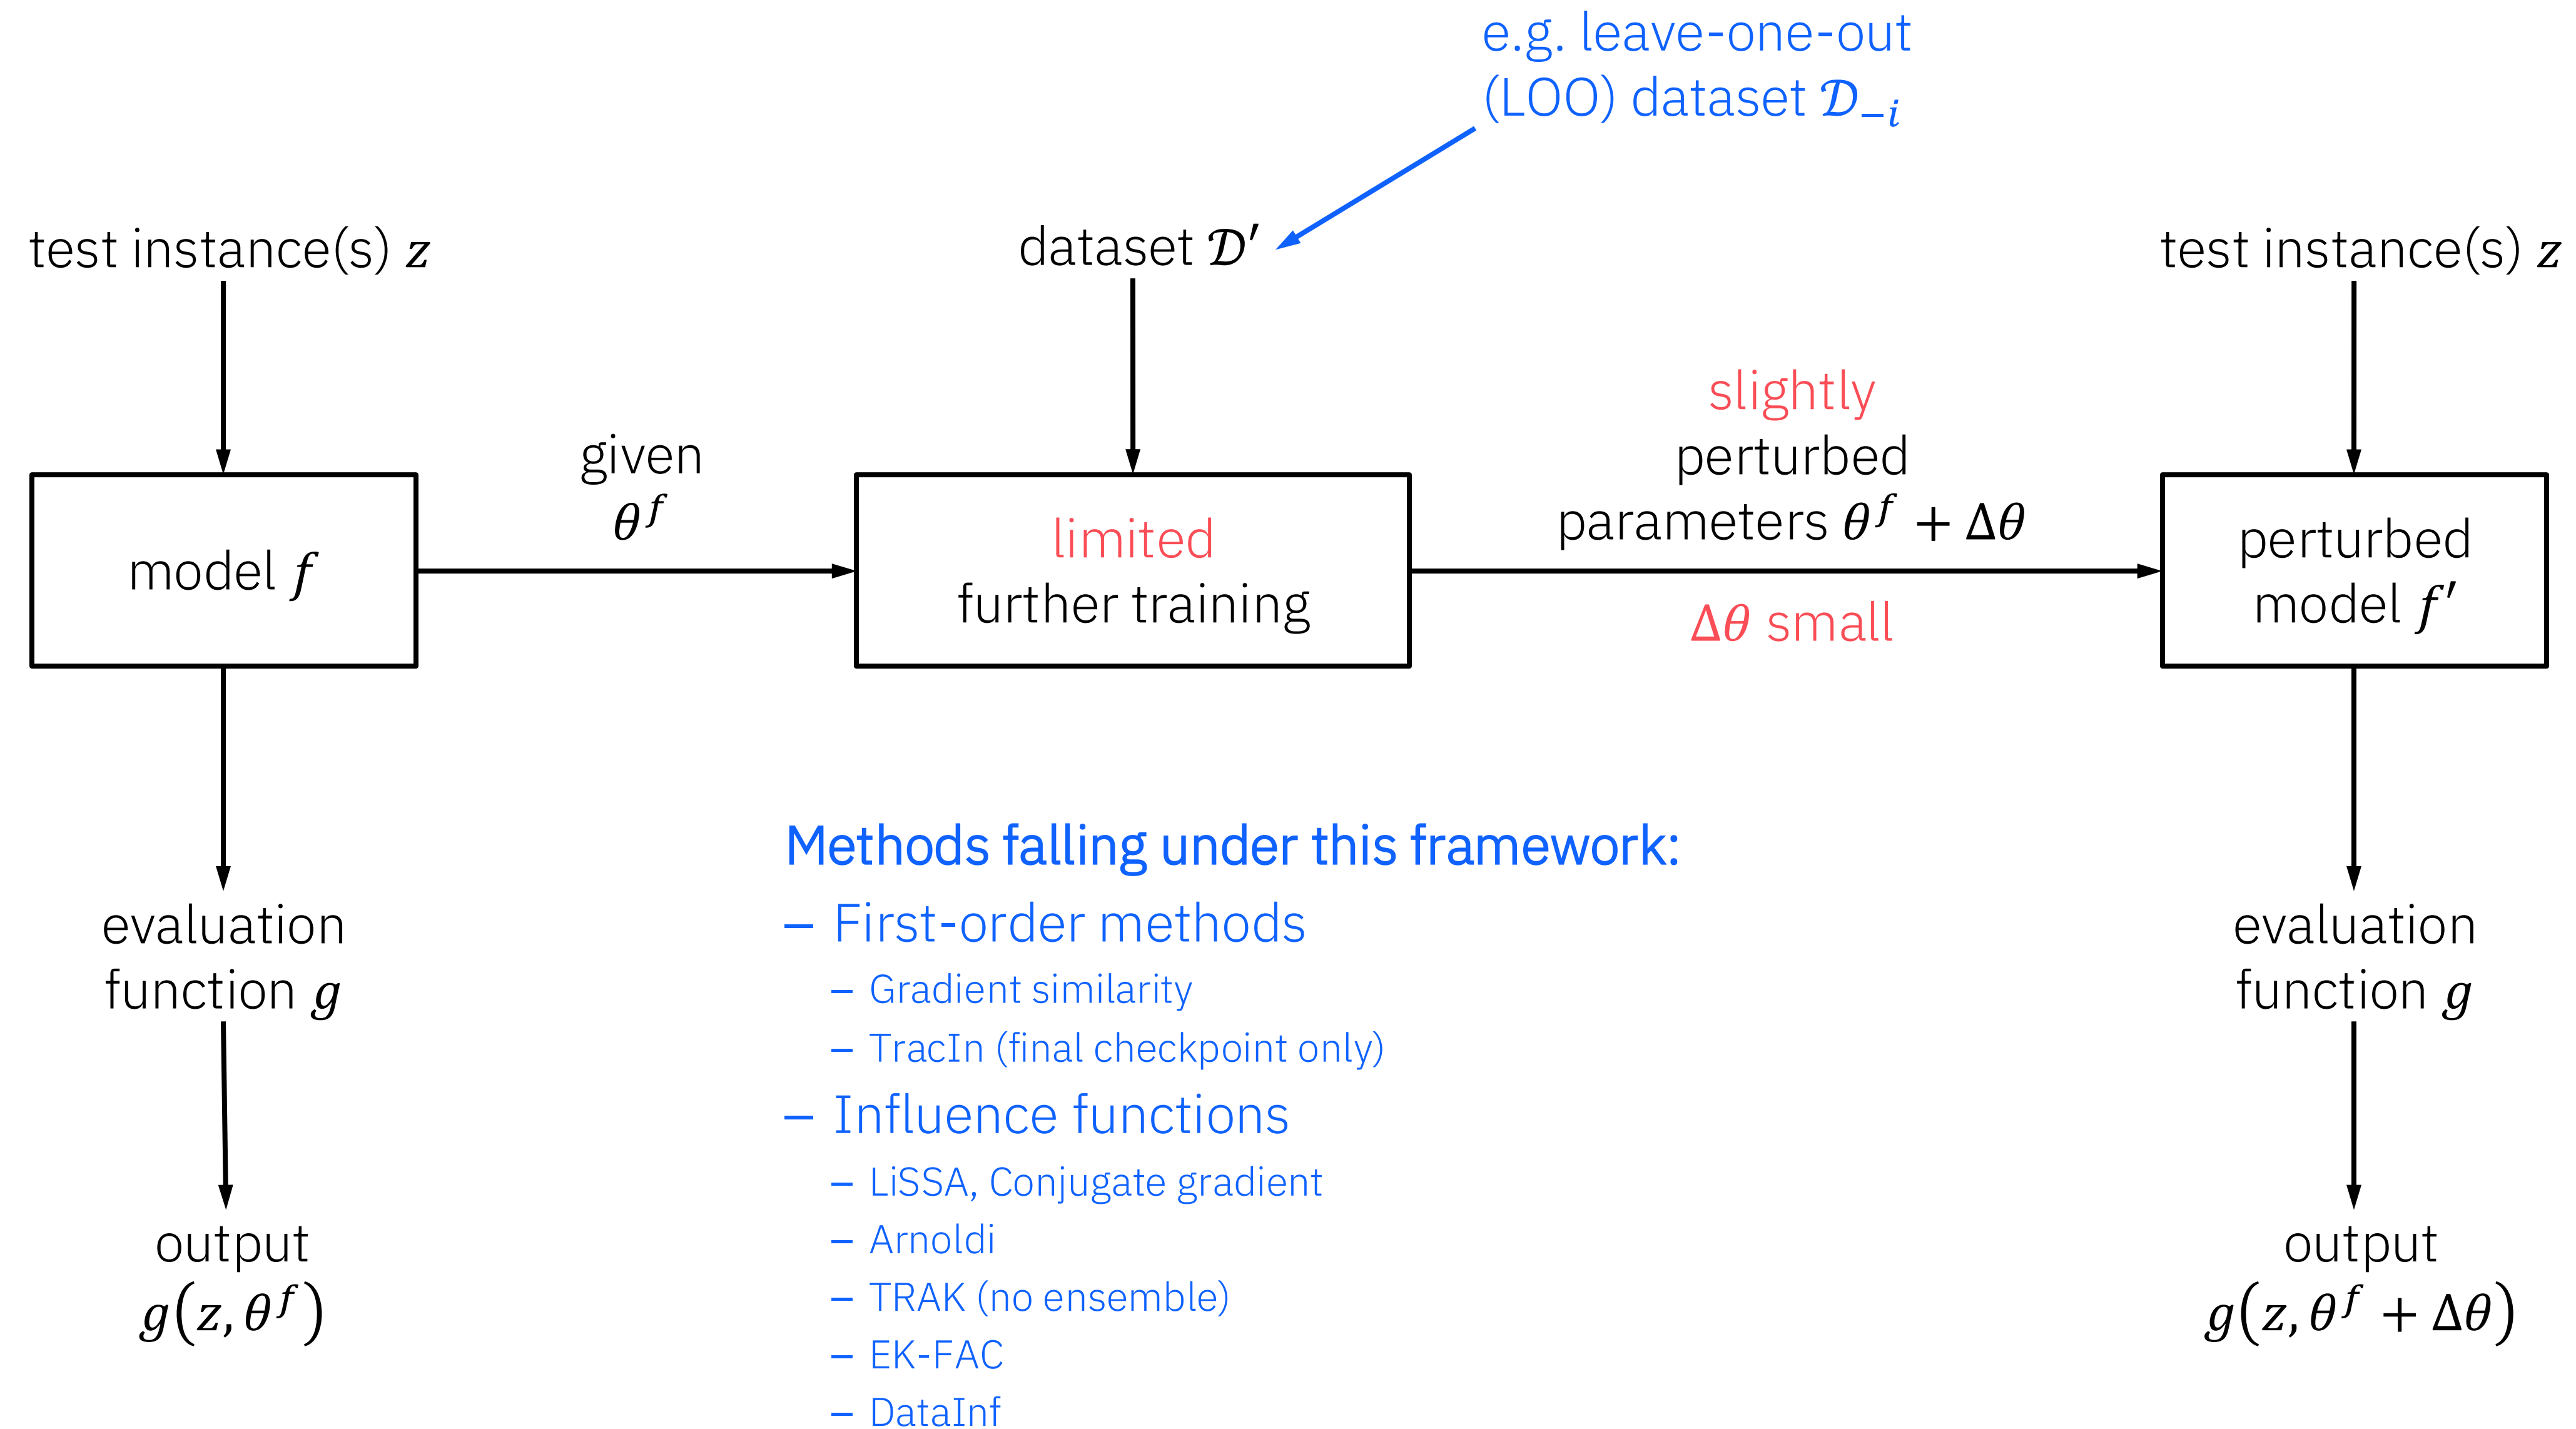 e.g. leave-one-out
(LOO) dataset 𝒟₋ᵢ
test instance(s) z
dataset 𝒟′
test instance(s) z
given
θᶠ
slightly
perturbed
parameters θᶠ + Δθ
Δθ small
model f
limited
further training
perturbed
model f′
Methods falling under this framework:
– First-order methods
– Gradient similarity
– TracIn (final checkpoint only)
– Influence functions
– LiSSA, Conjugate gradient
– Arnoldi
– TRAK (no ensemble)
– EK-FAC
– DataInf
evaluation
function g
output
g(z, θᶠ)
evaluation
function g
output
g(z, θᶠ + Δθ)